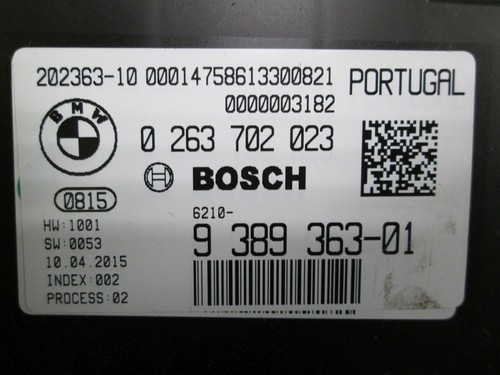 202363-10 00014758613300821
PORTUGAL
0000003182
BMW
0 263 702 023
BOSCH
0815
6210-
9 389 363-01
HW:1001
SW:0053
10.04.2015
INDEX:002
PROCESS:02